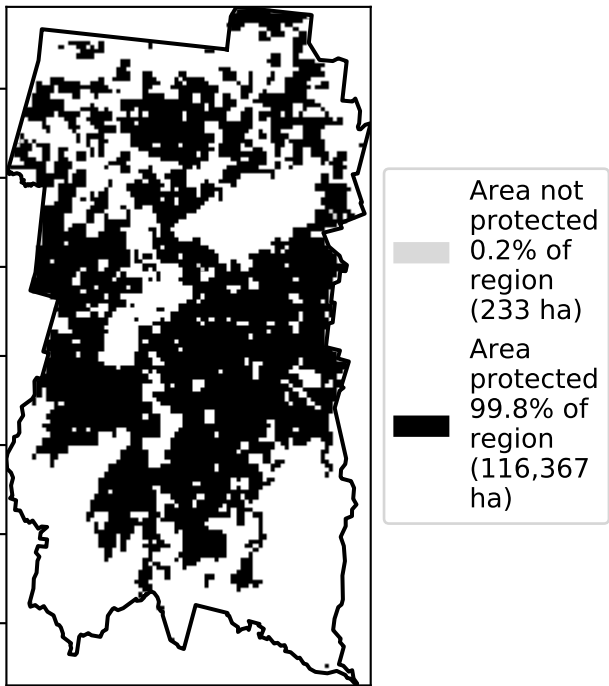 Area not
protected
0.2% of
region
(233 ha)
Area
protected
99.8% of
region
(116,367
ha)